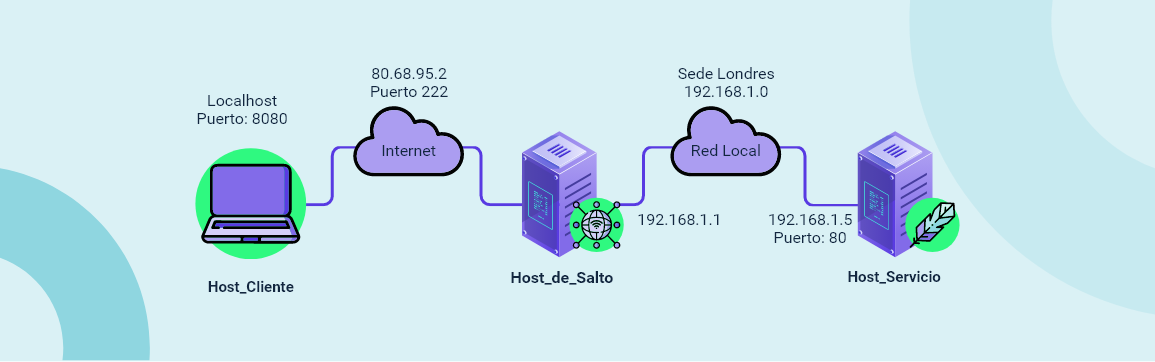 Localhost
Puerto: 8080
Host_Cliente
80.68.95.2
Puerto 222
Internet
Host_de_Salto
Sede Londres
192.168.1.0
Red Local
192.168.1.1
192.168.1.5
Puerto: 80
Host_Servicio